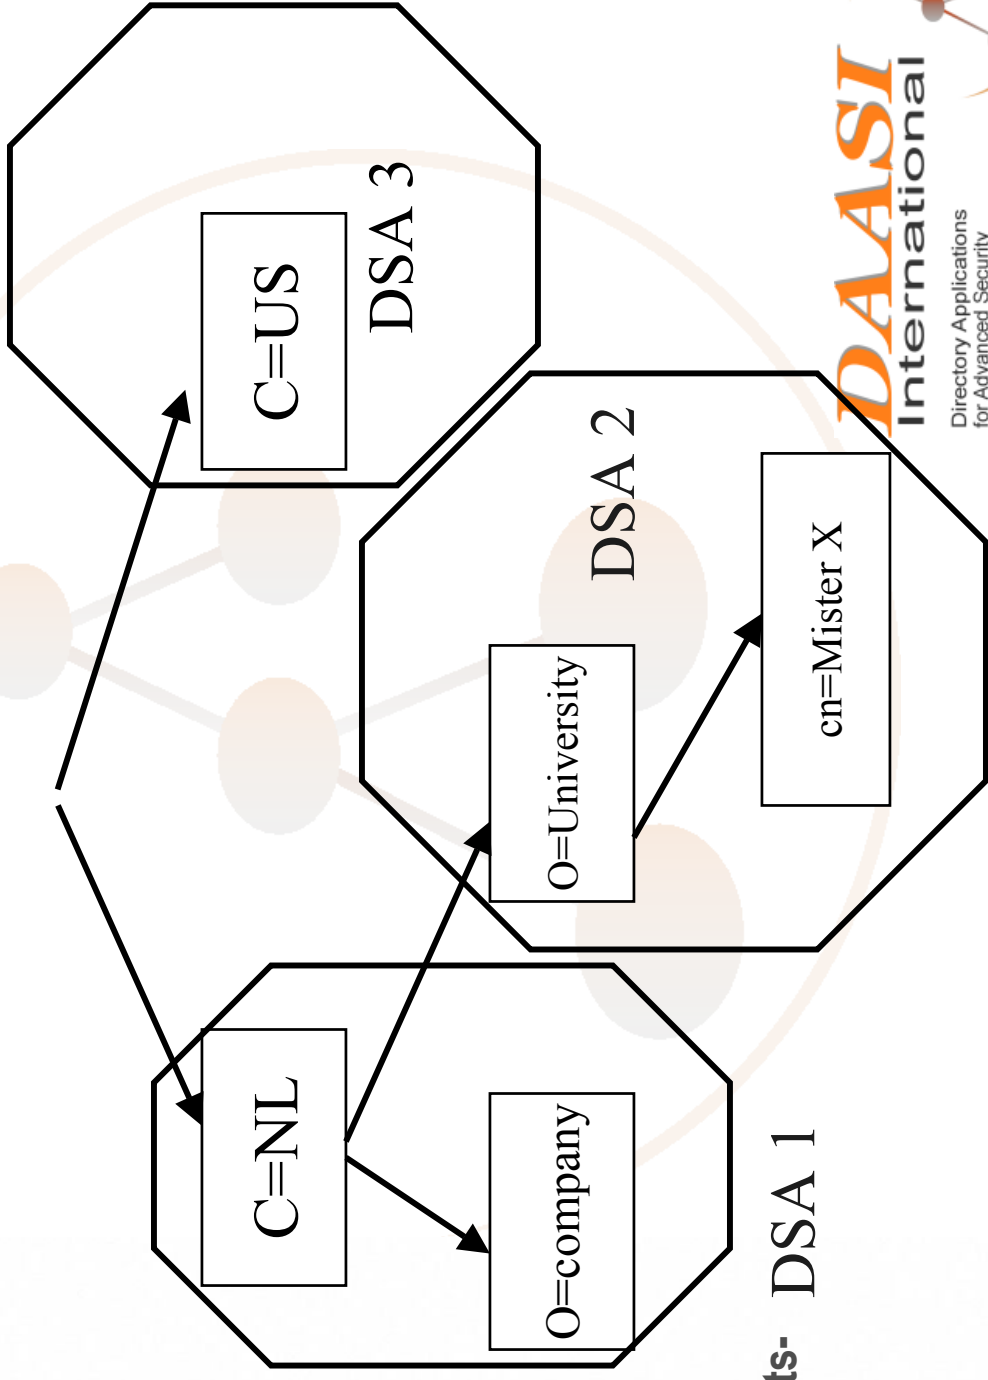 C=NL
C=US
DSA 3
O=company
O=University
DSA 2
cn=Mister X
DSA 1
ts-
DAASI
International
Directory Applications
for Advanced Security